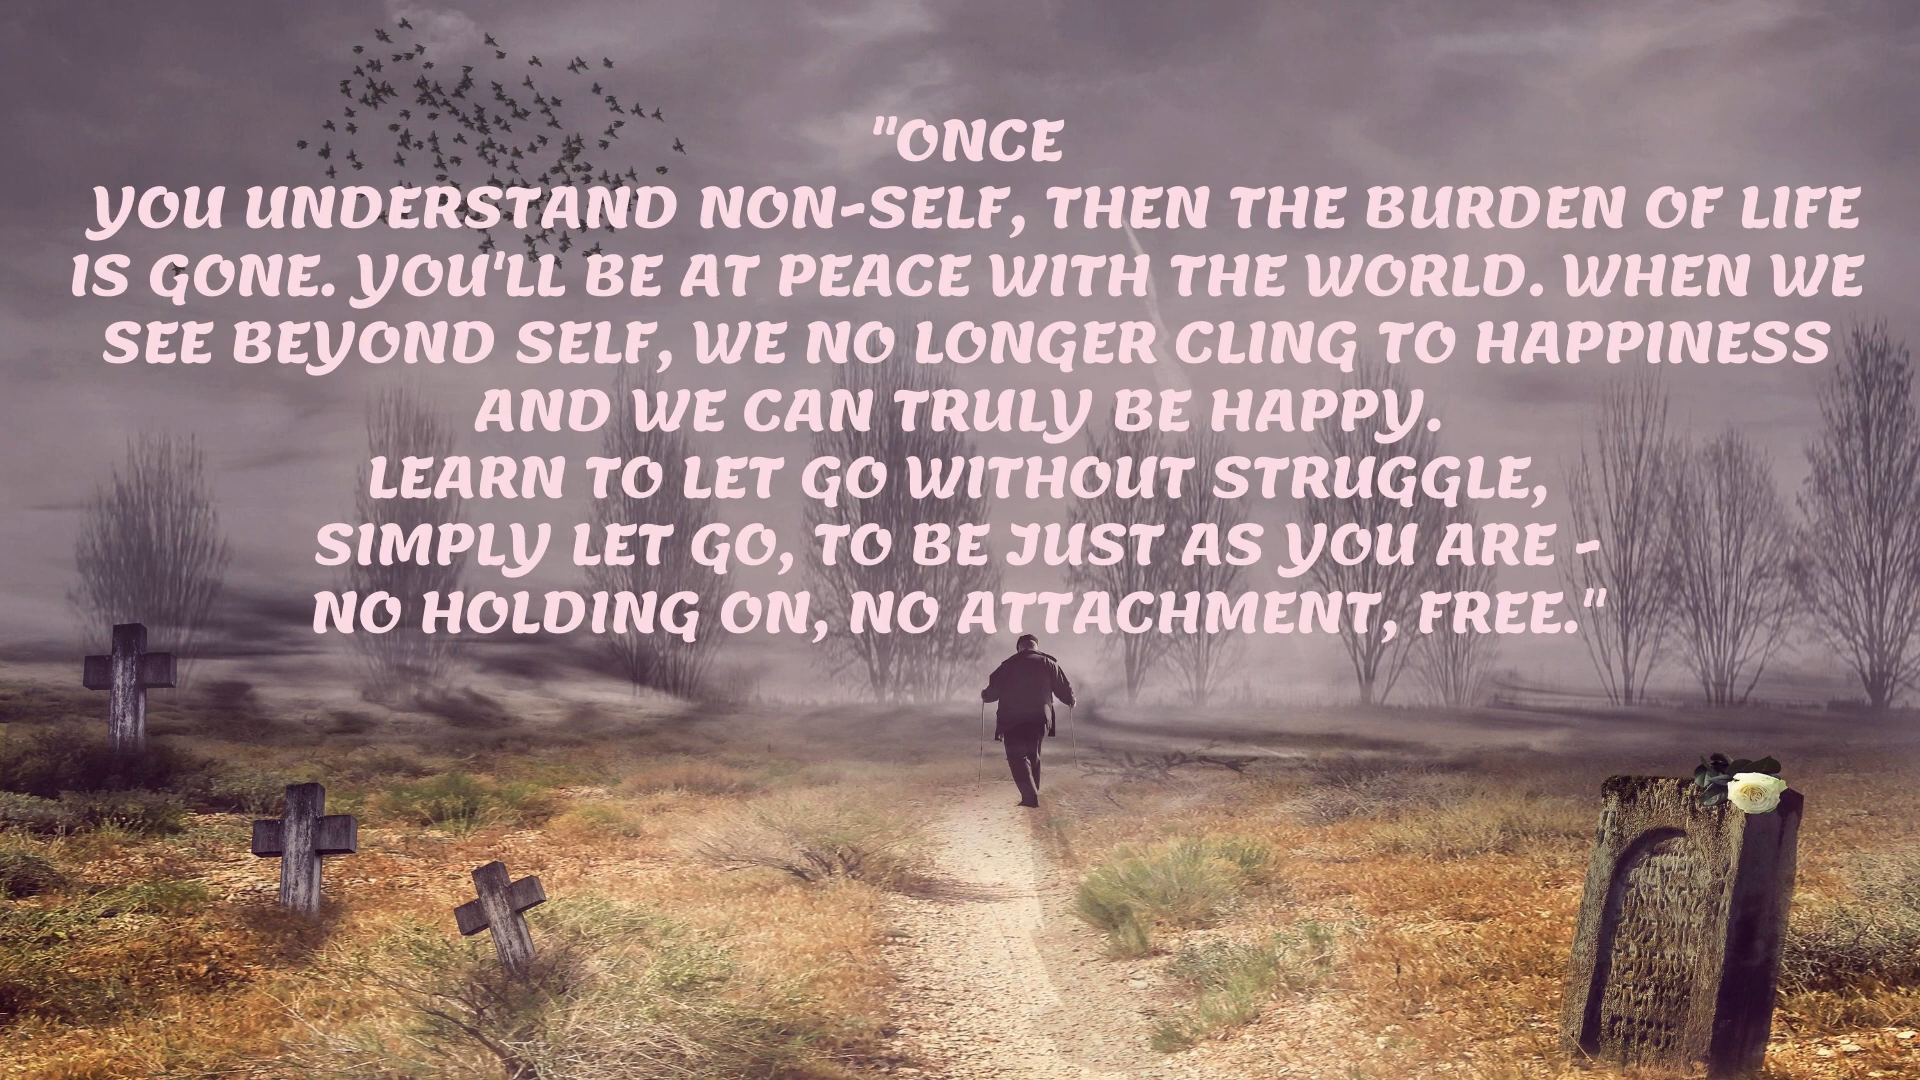 "ONCE
YOU UNDERSTAND NON-SELF, THEN THE BURDEN OF LIFE
IS GONE. YOU'LL BE AT PEACE WITH THE WORLD. WHEN WE
SEE BEYOND SELF, WE NO LONGER CLING TO HAPPINESS
AND WE CAN TRULY BE HAPPY.
LEARN TO LET GO WITHOUT STRUGGLE,
SIMPLY LET GO, TO BE JUST AS YOU ARE -
NO HOLDING ON, NO ATTACHMENT, FREE."